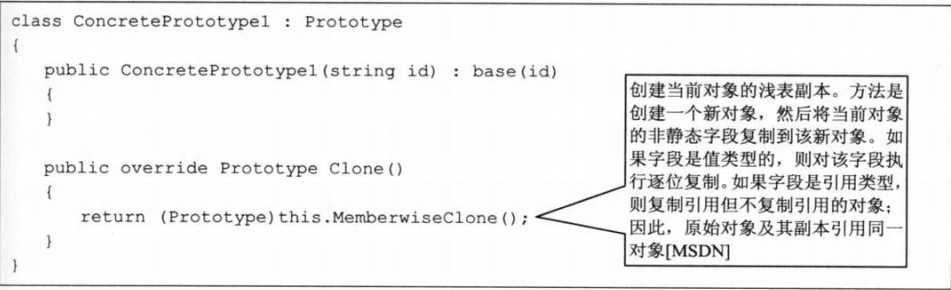 class ConcretePrototype1 : Prototype
{
public ConcretePrototype1(string id) : base(id)
{
}
public override Prototype Clone()
{
return (Prototype)this.MemberwiseClone();
}
}
创建当前对象的浅表副本。方法是
创建一个新对象，然后将当前对象
的非静态字段复制到该新对象。如
果字段是值类型的，则对该字段执
行逐位复制。如果字段是引用类型，
则复制引用但不复制引用的对象；
因此，原始对象及其副本引用同一
对象[MSDN]